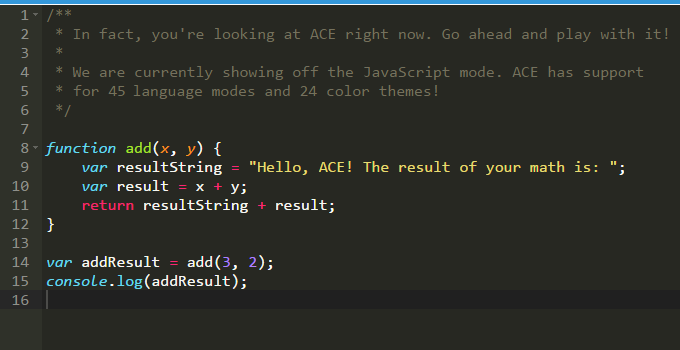 1 /**
2  * In fact, you're looking at ACE right now. Go ahead and play with it!
3  *
4  * We are currently showing off the JavaScript mode. ACE has support
5  * for 45 language modes and 24 color themes!
6  */
7
8 function add(x, y) {
9     var resultString = "Hello, ACE! The result of your math is: ";
10     var result = x + y;
11     return resultString + result;
12 }
13
14 var addResult = add(3, 2);
15 console.log(addResult);
16